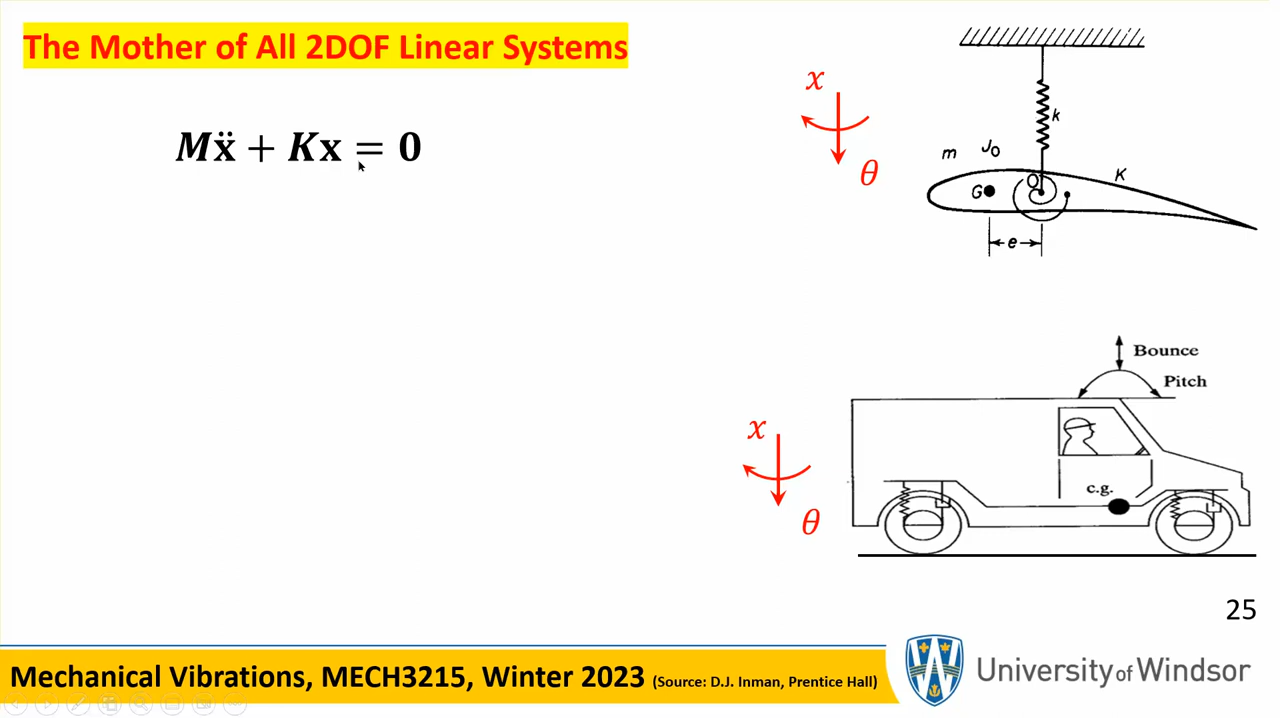 The Mother of All 2DOF Linear Systems
Mẍ + Kx = 0
x
θ
k
m
J₀
K
G
O
e
Bounce
Pitch
x
θ
c.g.
25
Mechanical Vibrations, MECH3215, Winter 2023 (Source: D.J. Inman, Prentice Hall)
University of Windsor